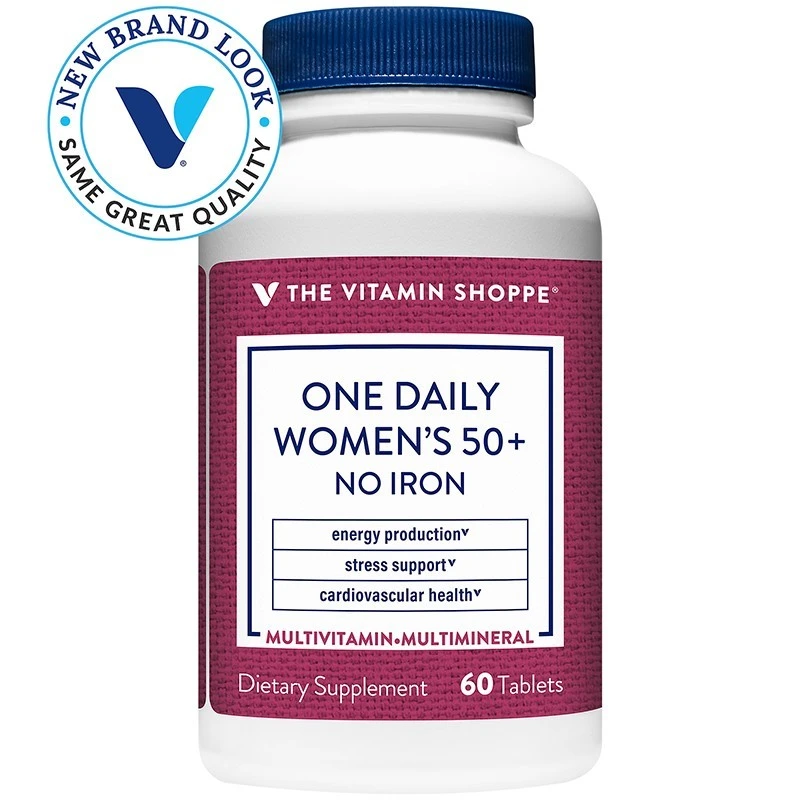 NEW BRAND LOOK
SAME GREAT QUALITY
®
THE VITAMIN SHOPPE®
ONE DAILY
WOMEN'S 50+
NO IRON
energy production
stress support
cardiovascular health
MULTIVITAMIN•MULTIMINERAL
Dietary Supplement 60 Tablets